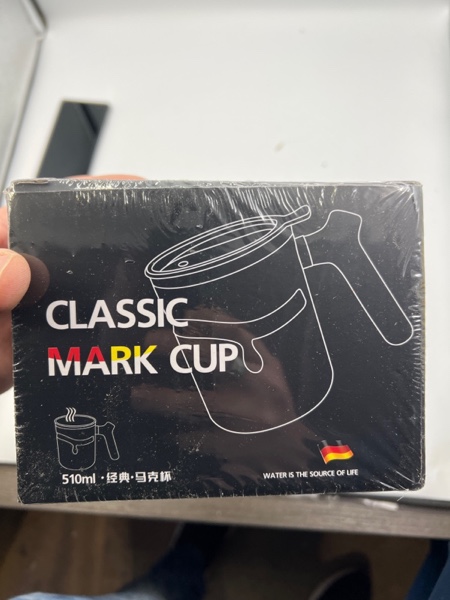 CLASSIC
MARK CUP
510ml · 经典 · 马克杯
WATER IS THE SOURCE OF LIFE